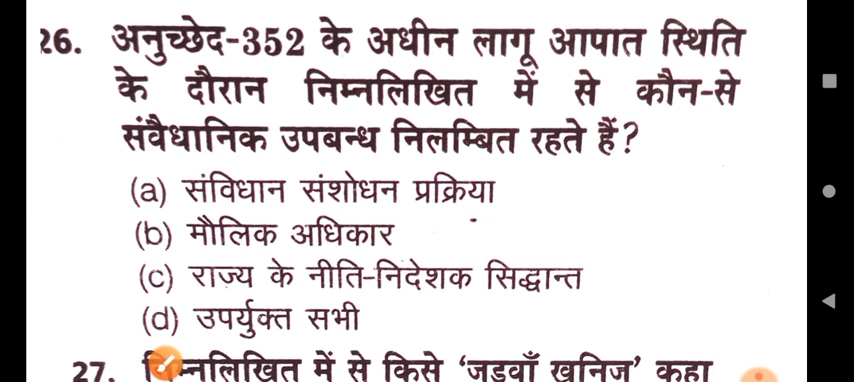 26. अनुच्छेद-352 के अधीन लागू आपात स्थिति
के दौरान निम्नलिखित में से कौन-से
संवैधानिक उपबन्ध निलम्बित रहते हैं?
(a) संविधान संशोधन प्रक्रिया
(b) मौलिक अधिकार
(c) राज्य के नीति-निदेशक सिद्धान्त
(d) उपर्युक्त सभी
27. निम्नलिखित में से किसे ‘जुड़वाँ खनिज’ कहा